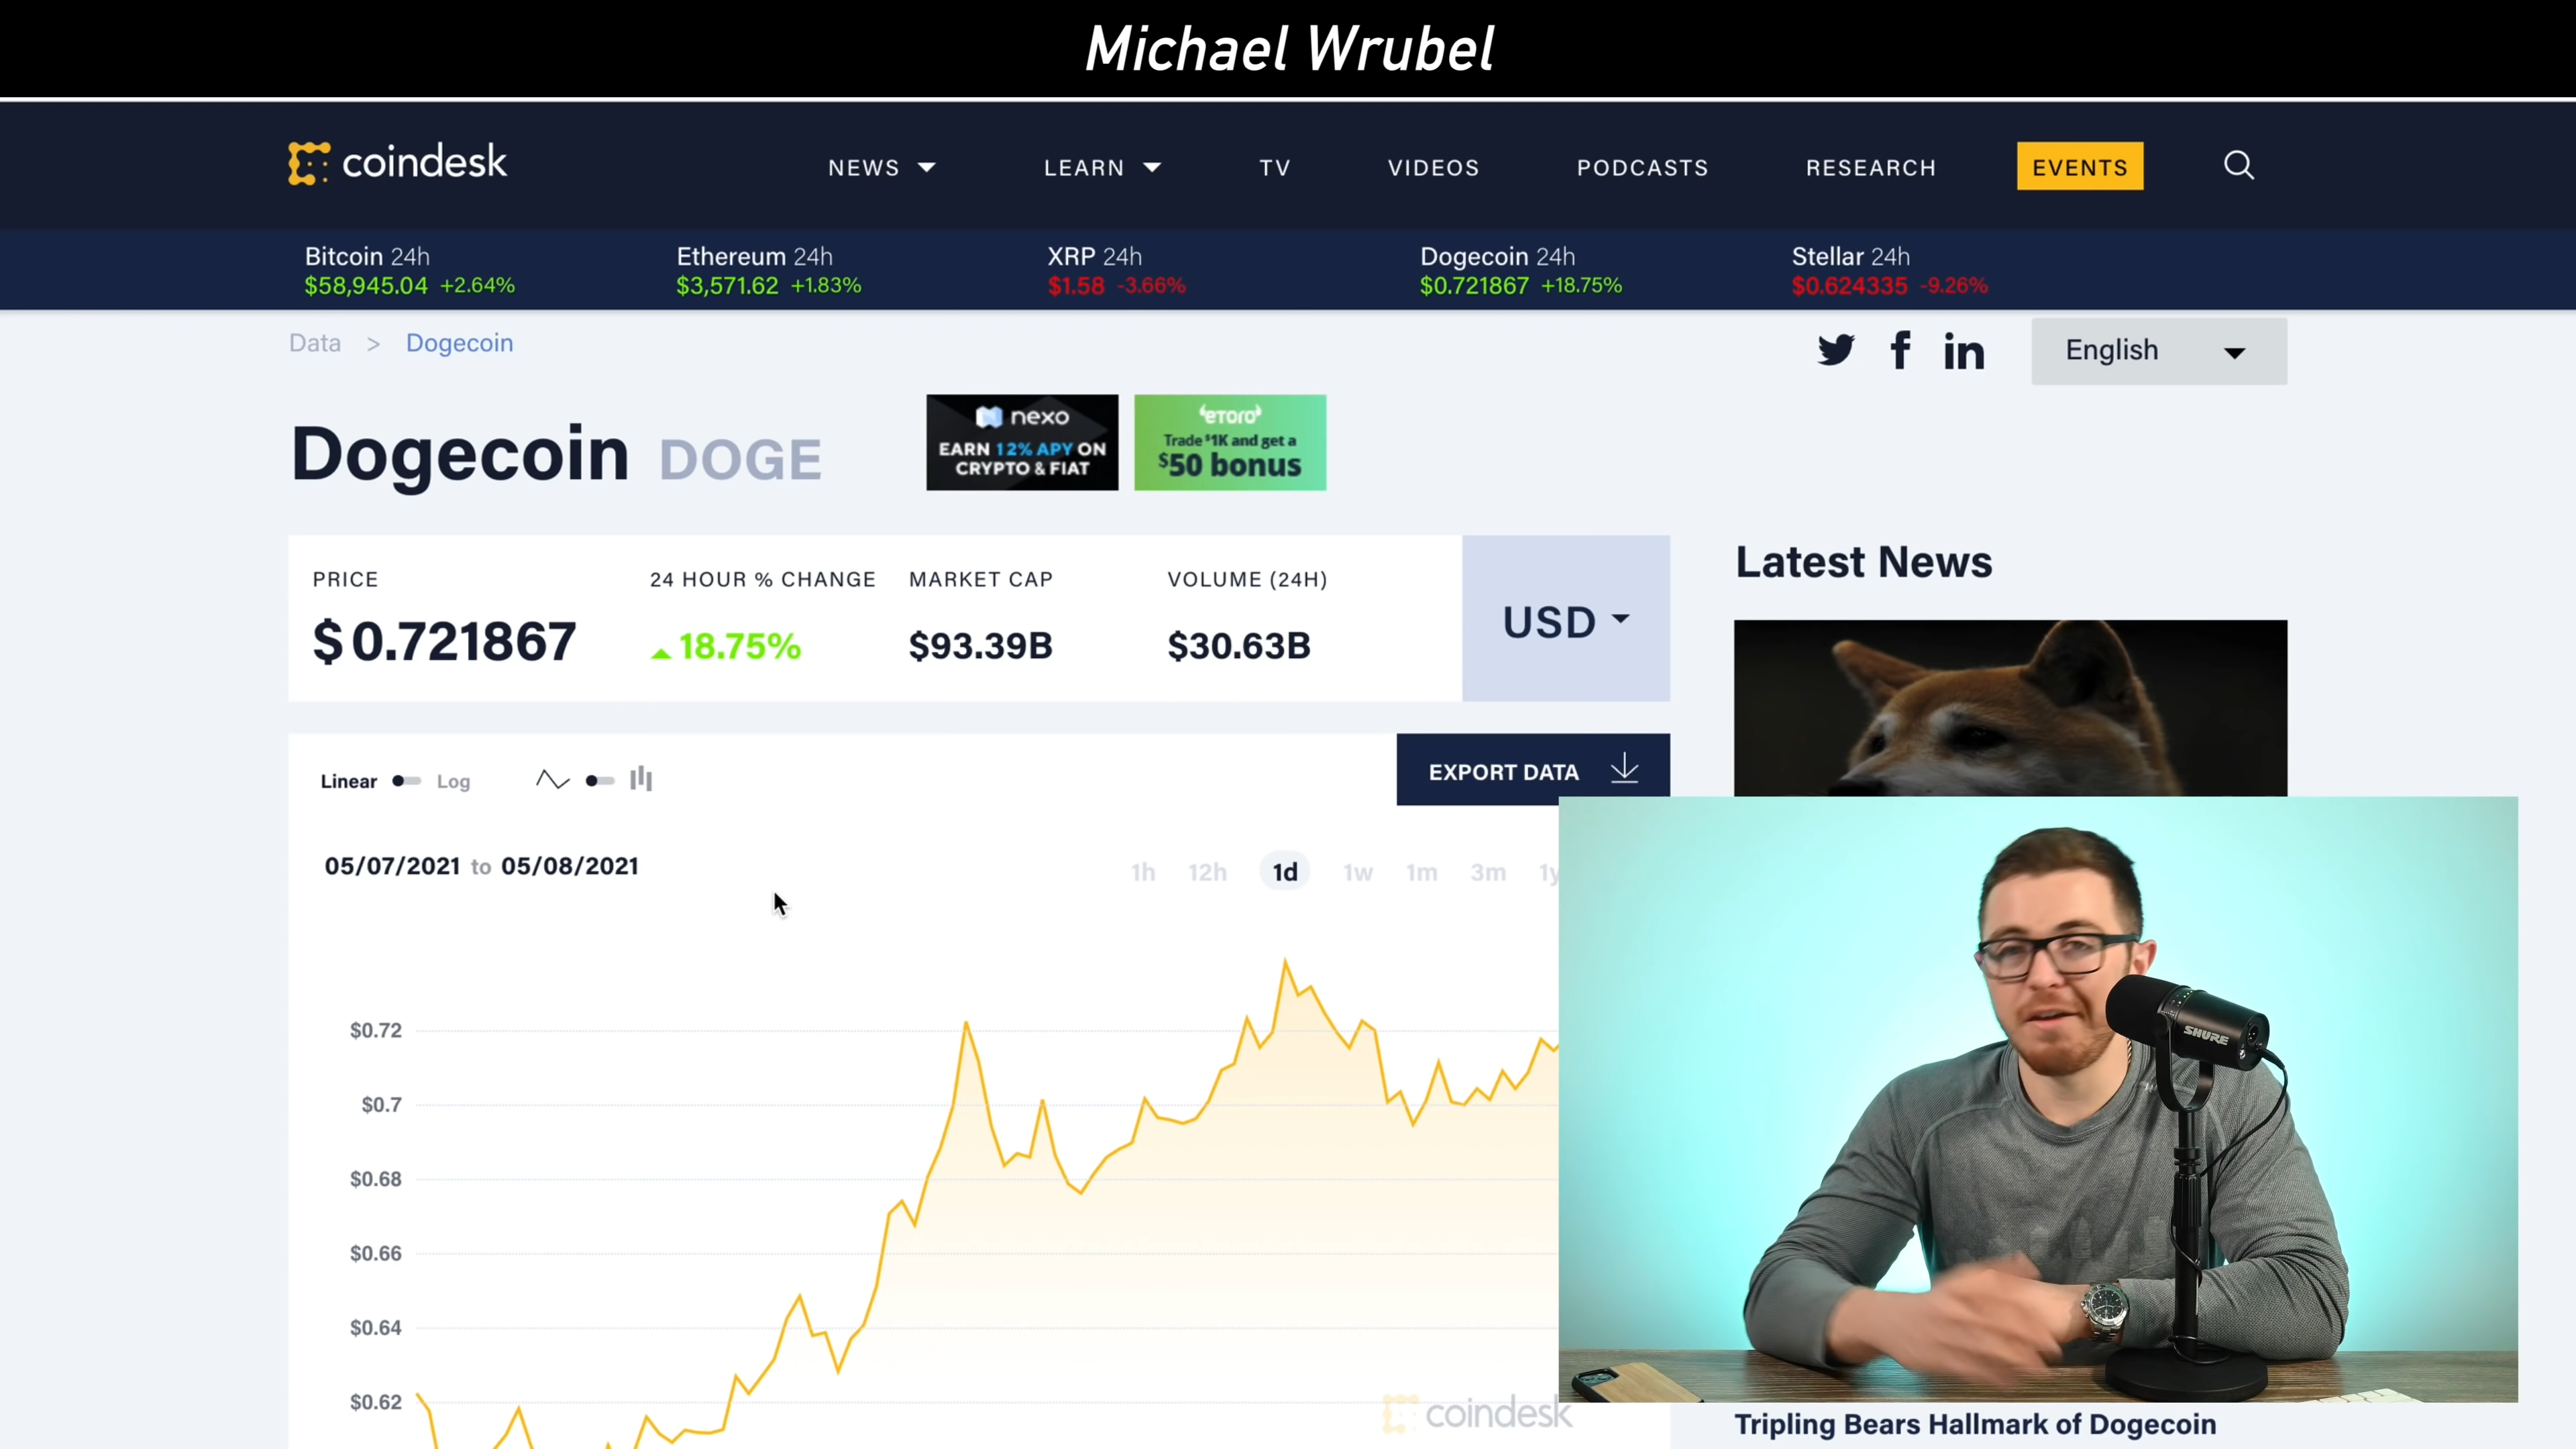 Michael Wrubel
coindesk
NEWS LEARN TV VIDEOS PODCASTS RESEARCH EVENTS
Bitcoin 24h Ethereum 24h XRP 24h Dogecoin 24h Stellar 24h
$58,945.04 +2.64% $3,571.62 +1.83% $1.58 -3.66% $0.721867 +18.75% $0.624335 -9.26%
Data > Dogecoin
English
Dogecoin DOGE
nexo
EARN 12% APY ON
CRYPTO & FIAT
eToro
Trade $1K and get a
$50 bonus
PRICE 24 HOUR % CHANGE MARKET CAP VOLUME (24H)
$0.721867 18.75% $93.39B $30.63B
USD
Latest News
Linear Log
EXPORT DATA
05/07/2021 to 05/08/2021
1h 12h 1d 1w 1m 3m 1y
$0.72
$0.7
$0.68
$0.66
$0.64
$0.62
SHURE
coindesk
Tripling Bears Hallmark of Dogecoin